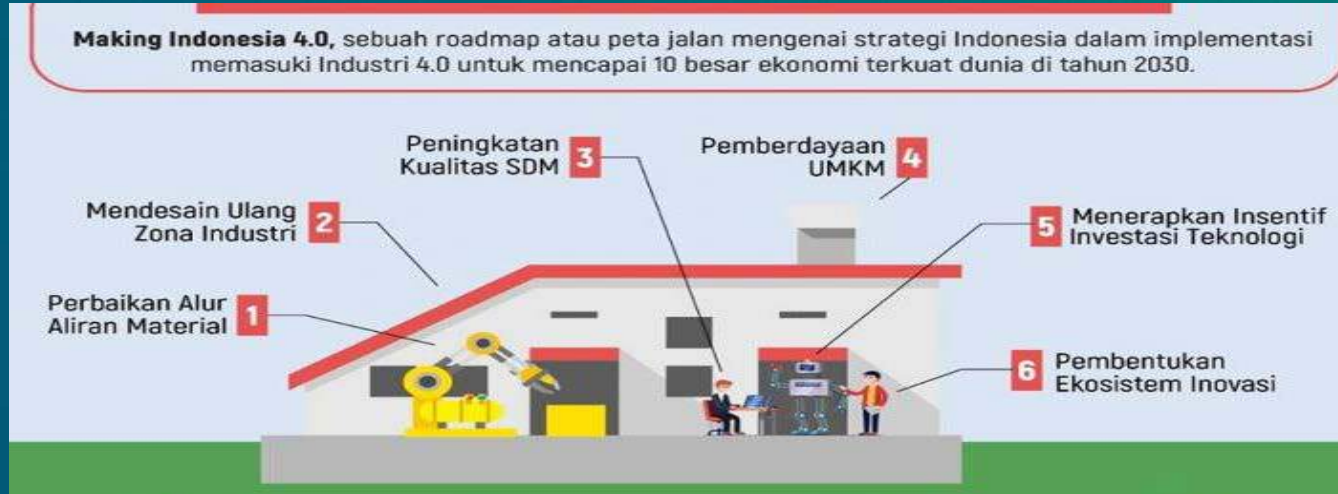 Making Indonesia 4.0, sebuah roadmap atau peta jalan mengenai strategi Indonesia dalam implementasi
memasuki Industri 4.0 untuk mencapai 10 besar ekonomi terkuat dunia di tahun 2030.
Perbaikan Alur
Aliran Material
1
Mendesain Ulang
Zona Industri
2
Peningkatan
Kualitas SDM
3
Pemberdayaan
UMKM
4
5
Menerapkan Insentif
Investasi Teknologi
6
Pembentukan
Ekosistem Inovasi